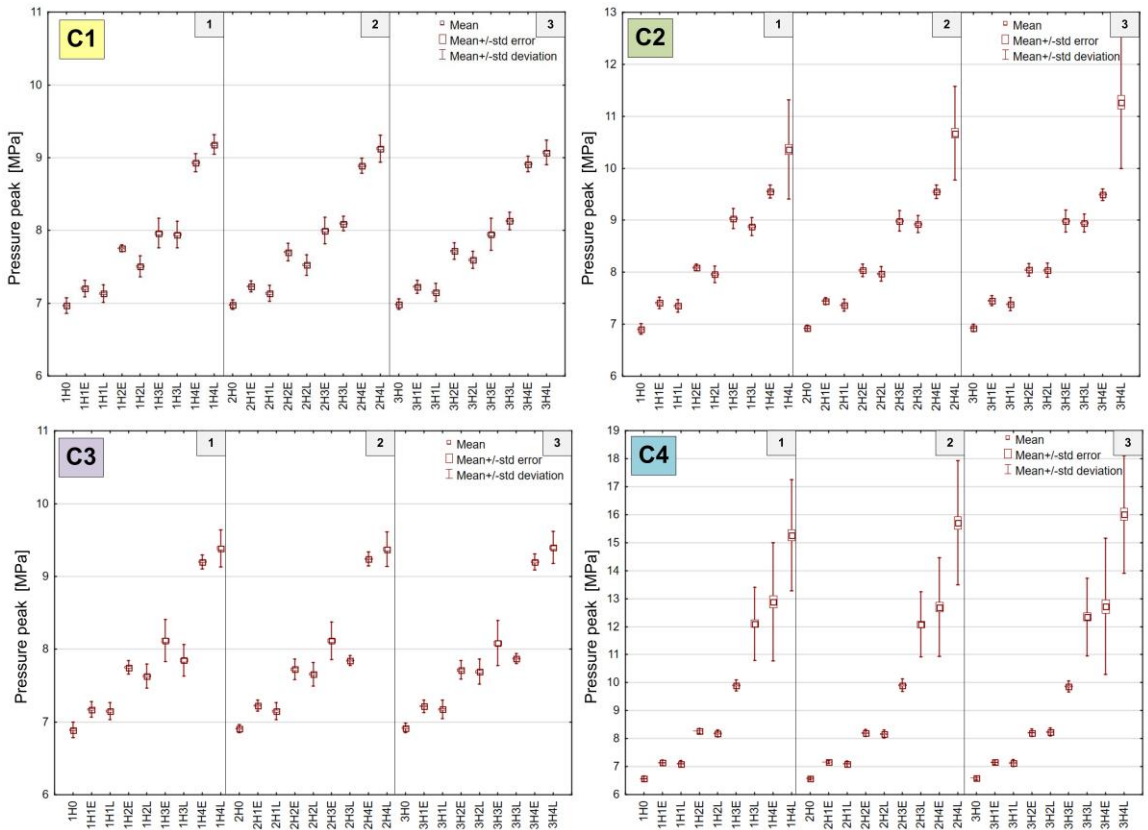 C1
1
2
3
Mean
Mean+/-std error
Mean+/-std deviation
Pressure peak [MPa]
11
10
9
8
7
6
1H0 1H1E 1H1L 1H2E 1H2L 1H3E 1H3L 1H4E 1H4L 2H0 2H1E 2H1L 2H2E 2H2L 2H3E 2H3L 2H4E 2H4L 3H0 3H1E 3H1L 3H2E 3H2L 3H3E 3H3L 3H4E 3H4L
C2
1
2
3
Mean
Mean+/-std error
Mean+/-std deviation
Pressure peak [MPa]
13
12
11
10
9
8
7
6
1H0 1H1E 1H1L 1H2E 1H2L 1H3E 1H3L 1H4E 1H4L 2H0 2H1E 2H1L 2H2E 2H2L 2H3E 2H3L 2H4E 2H4L 3H0 3H1E 3H1L 3H2E 3H2L 3H3E 3H3L 3H4E 3H4L
C3
1
2
3
Mean
Mean+/-std error
Mean+/-std deviation
Pressure peak [MPa]
11
10
9
8
7
6
1H0 1H1E 1H1L 1H2E 1H2L 1H3E 1H3L 1H4E 1H4L 2H0 2H1E 2H1L 2H2E 2H2L 2H3E 2H3L 2H4E 2H4L 3H0 3H1E 3H1L 3H2E 3H2L 3H3E 3H3L 3H4E 3H4L
C4
1
2
3
Mean
Mean+/-std error
Mean+/-std deviation
Pressure peak [MPa]
19
18
17
16
15
14
13
12
11
10
9
8
7
6
1H0 1H1E 1H1L 1H2E 1H2L 1H3E 1H3L 1H4E 1H4L 2H0 2H1E 2H1L 2H2E 2H2L 2H3E 2H3L 2H4E 2H4L 3H0 3H1E 3H1L 3H2E 3H2L 3H3E 3H3L 3H4E 3H4L